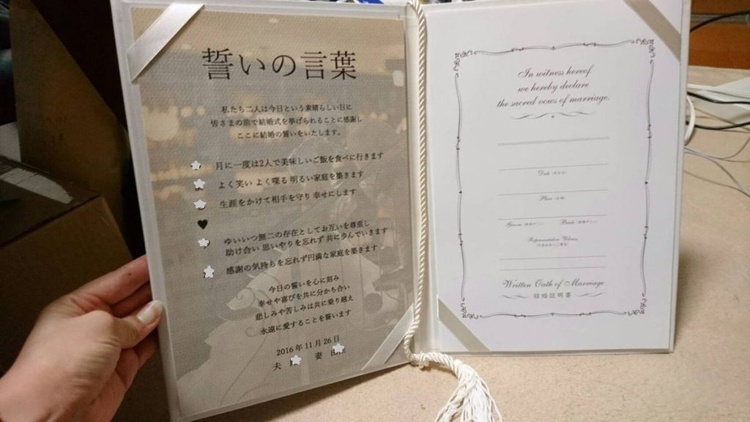 誓いの言葉
私たち二人は今日という素晴らしい日に
皆さまの前で結婚式を挙げられることに感謝し
ここに結婚の誓いをいたします。
月に一度は2人で美味しいご飯を食べに行きます
よく笑い よく喋る 明るい家庭を築きます
生涯をかけて相手を守り 幸せにします
ゆいいつ無二の存在としてお互いを尊重し
助け合い 思いやりを忘れず 共に歩んでいきます
感謝の気持ちを忘れず円満な家庭を築きます
今日の誓いを心に刻み
幸せや喜びを共に分かち合い
悲しみや苦しみは共に乗り越え
永遠に愛することを誓います
2016年11月26日
夫 妻
In witness hereof
we hereby declare
the sacred vows of marriage.
Date
Place
Groom Bride
Representative Witness
Written Oath of Marriage
結婚証明書